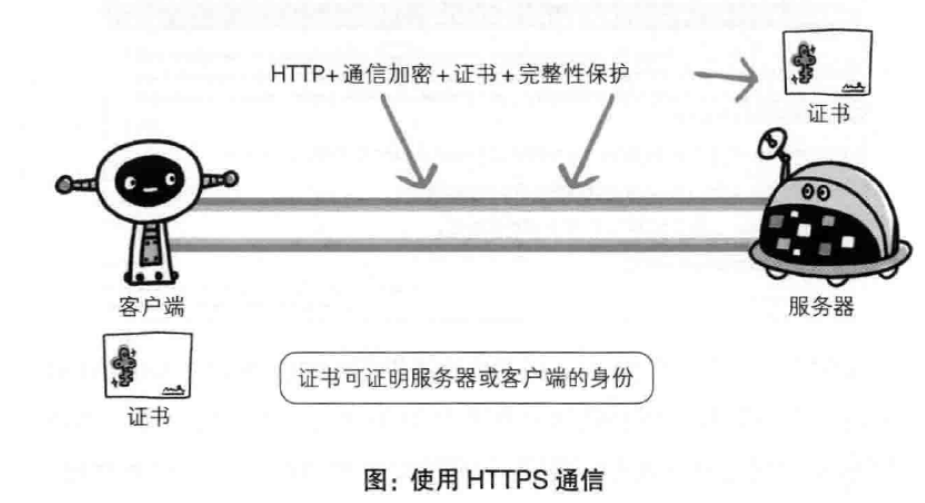 HTTP+通信加密+证书+完整性保护
证书
客户端
服务器
证书
证书可证明服务器或客户端的身份
图：使用 HTTPS 通信